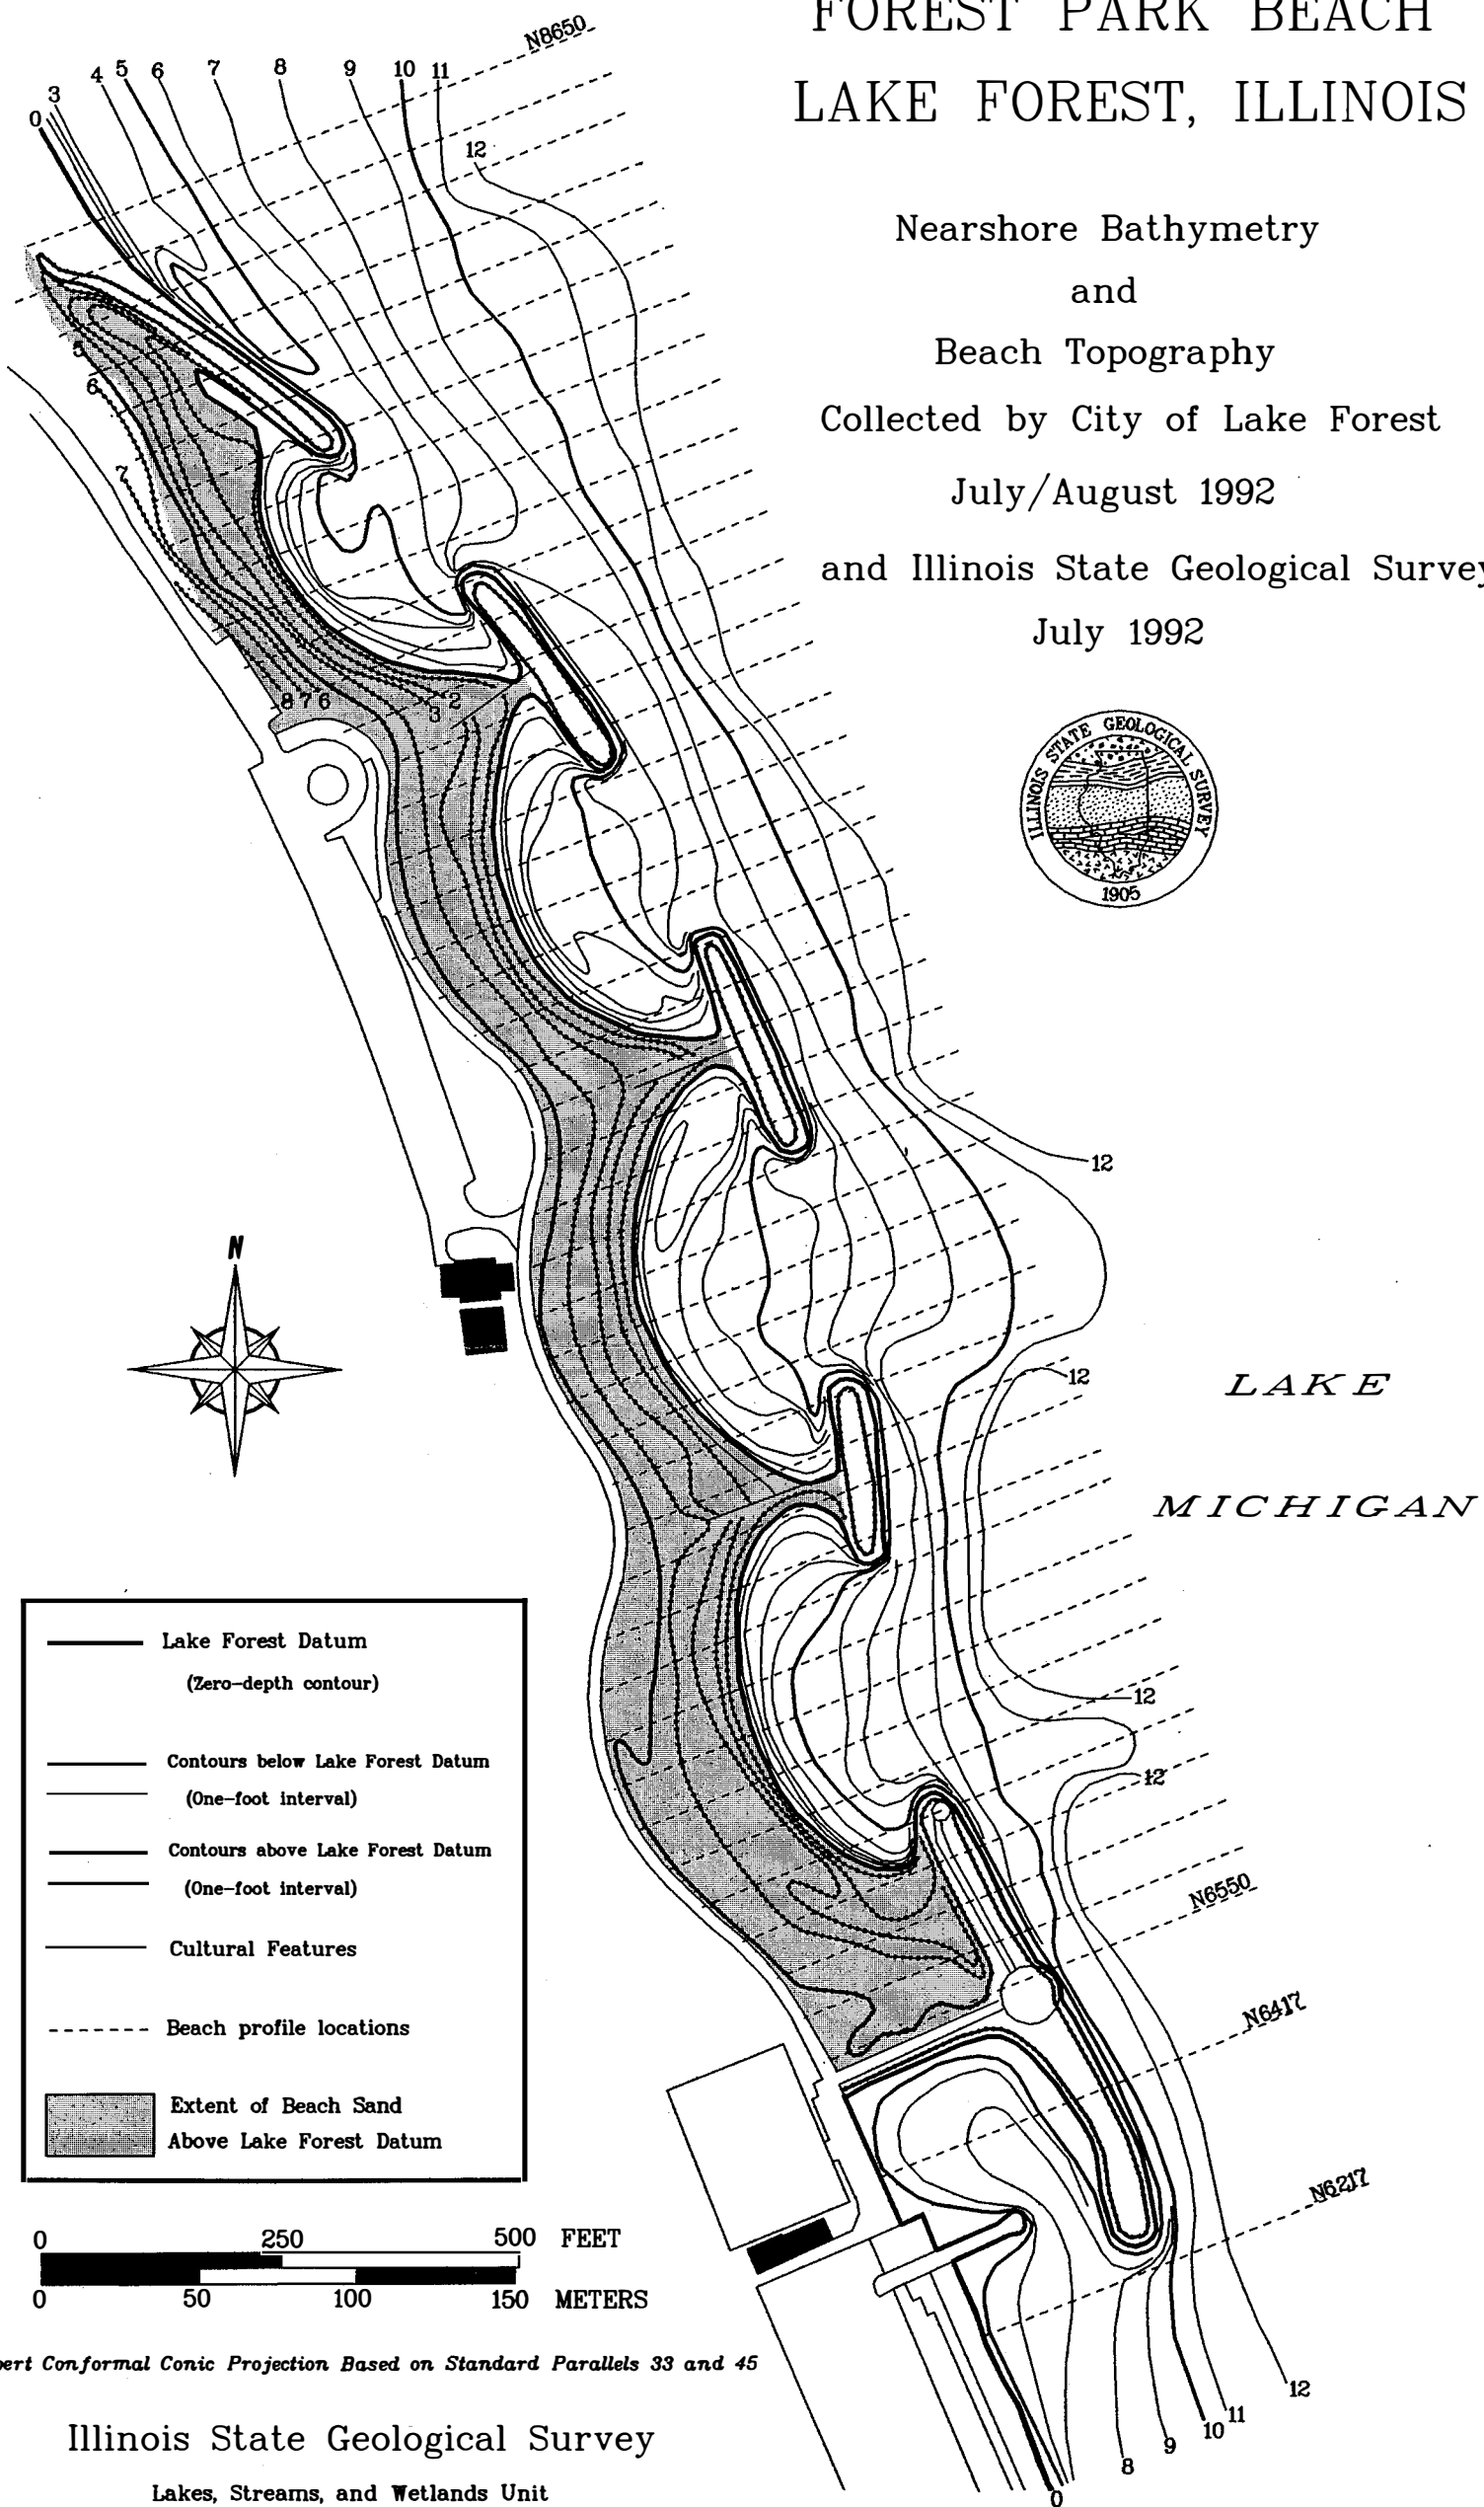 FOREST PARK BEACH
LAKE FOREST, ILLINOIS
Nearshore Bathymetry
and
Beach Topography
Collected by City of Lake Forest
July/August 1992
and Illinois State Geological Survey
July 1992
ILLINOIS STATE GEOLOGICAL SURVEY
1905
N8650
0 3 4 5 6 7 8 9 10 11
12
5
6
7
8 7 6
3 2
12
12
12
12
N
LAKE
MICHIGAN
N6550
N6417
N6217
Lake Forest Datum
(Zero-depth contour)
Contours below Lake Forest Datum
(One-foot interval)
Contours above Lake Forest Datum
(One-foot interval)
Cultural Features
Beach profile locations
Extent of Beach Sand
Above Lake Forest Datum
0 250 500 FEET
0 50 100 150 METERS
0 8 9 10 11 12
Conformal Conic Projection Based on Standard Parallels 33 and 45
Illinois State Geological Survey
Lakes, Streams, and Wetlands Unit